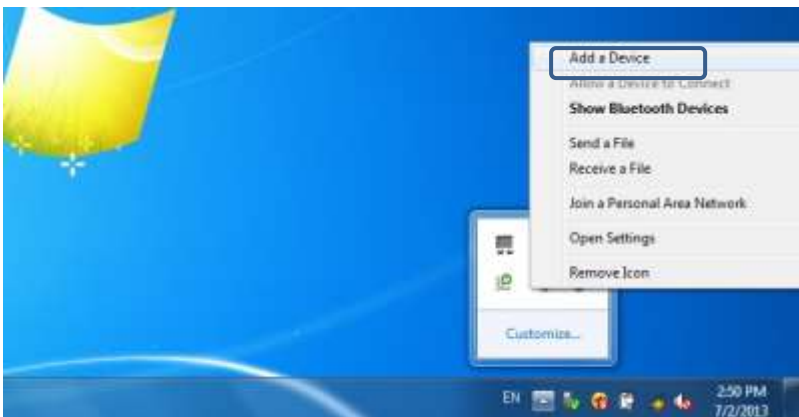 Add a Device
Allow a Device to Connect
Show Bluetooth Devices
Send a File
Receive a File
Join a Personal Area Network
Open Settings
Remove Icon
Customize...
EN
2:50 PM
7/2/2013